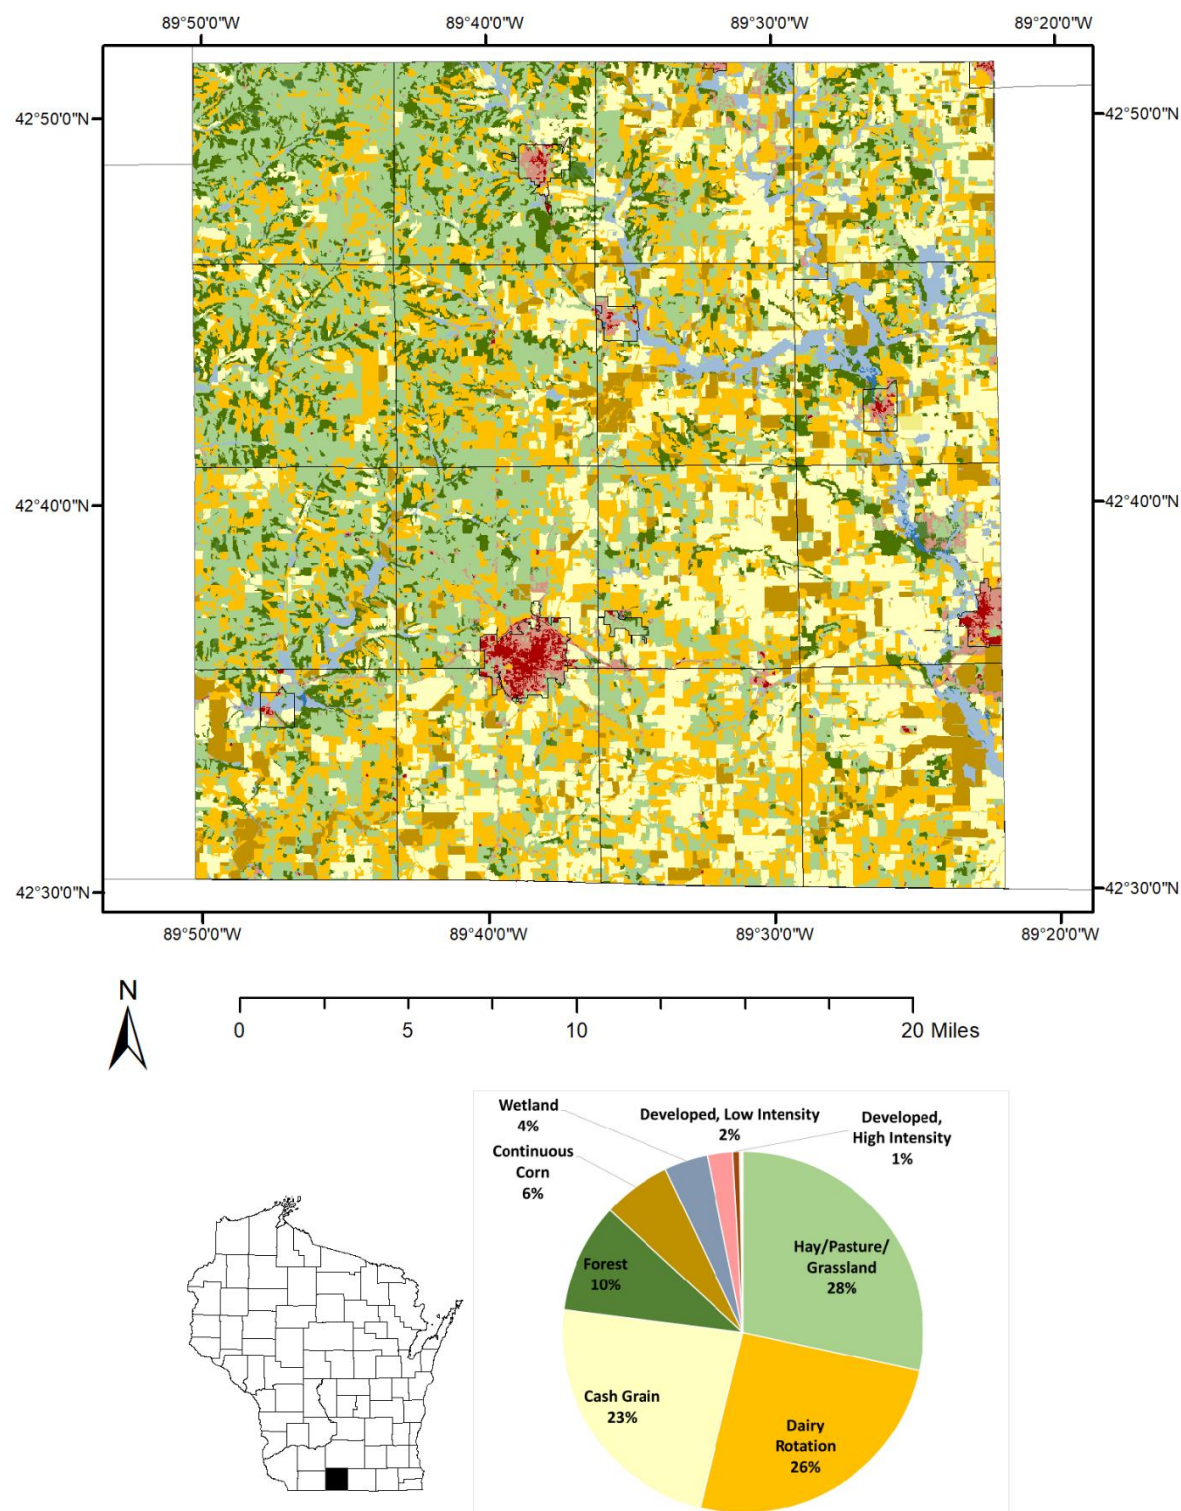 89°50'0"W 89°40'0"W 89°30'0"W 89°20'0"W
42°50'0"N 42°50'0"N
42°40'0"N 42°40'0"N
42°30'0"N 42°30'0"N
89°50'0"W 89°40'0"W 89°30'0"W 89°20'0"W
N
0 5 10 20 Miles
Wetland
4%
Developed, Low Intensity
2%
Developed,
High Intensity
1%
Continuous
Corn
6%
Forest
10%
Hay/Pasture/
Grassland
28%
Cash Grain
23%
Dairy
Rotation
26%